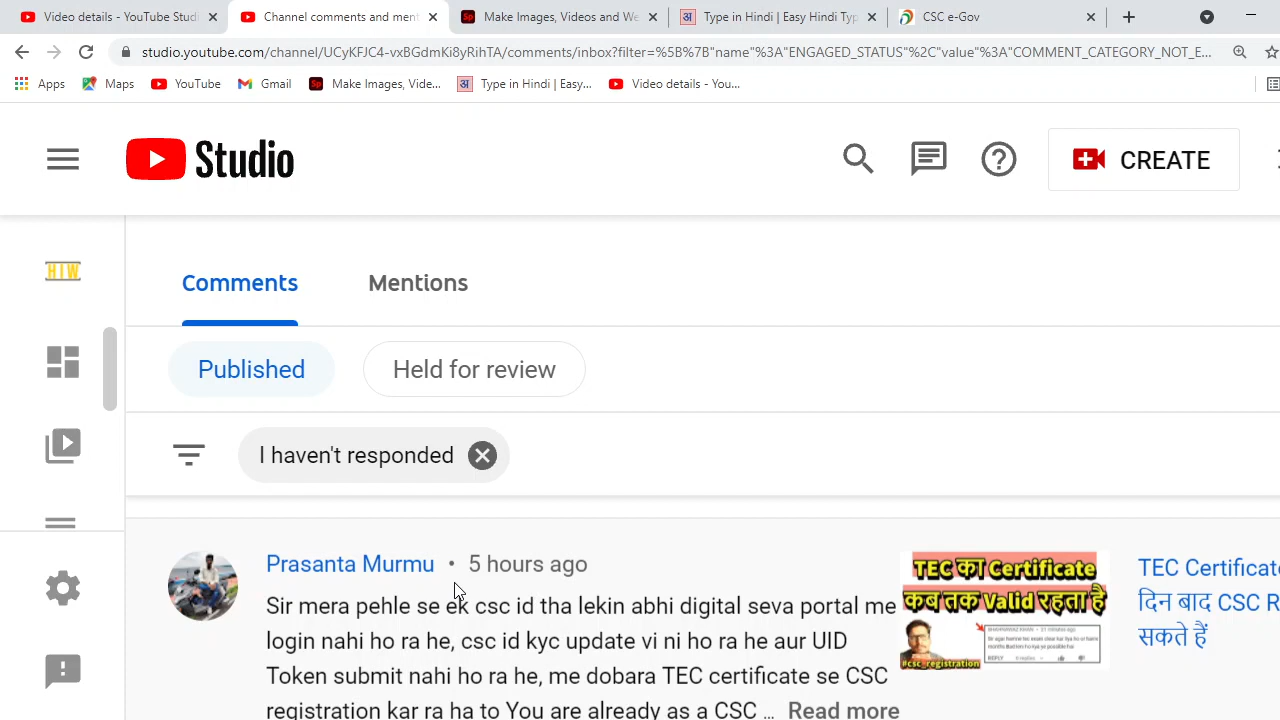 Video details - YouTube Studi
Channel comments and ment
Make Images, Videos and We
Type in Hindi | Easy Hindi Typ
CSC e-Gov
studio.youtube.com/channel/UCyKFJC4-vxBGdmKi8yRIhTA/comments/inbox?filter=%5B%7B"name"%3A"ENGAGED_STATUS"%2C"value"%3A"COMMENT_CATEGORY_NOT_E...
Apps
Maps
YouTube
Gmail
Sp
Make Images, Vide...
अ
Type in Hindi | Easy...
Video details - You...
Studio
CREATE
HIW
Comments
Mentions
Published
Held for review
I haven't responded
Prasanta Murmu • 5 hours ago
Sir mera pehle se ek csc id tha lekin abhi digital seva portal me
login nahi ho ra he, csc id kyc update vi ni ho ra he aur UID
Token submit nahi ho ra he, me dobara TEC certificate se CSC
registration kar ra ha to You are already as a CSC ... Read more
TEC का Certificate
कब तक Valid रहता है
REPLY
#csc_registration
TEC Certificate
दिन बाद CSC R
सकते हैं